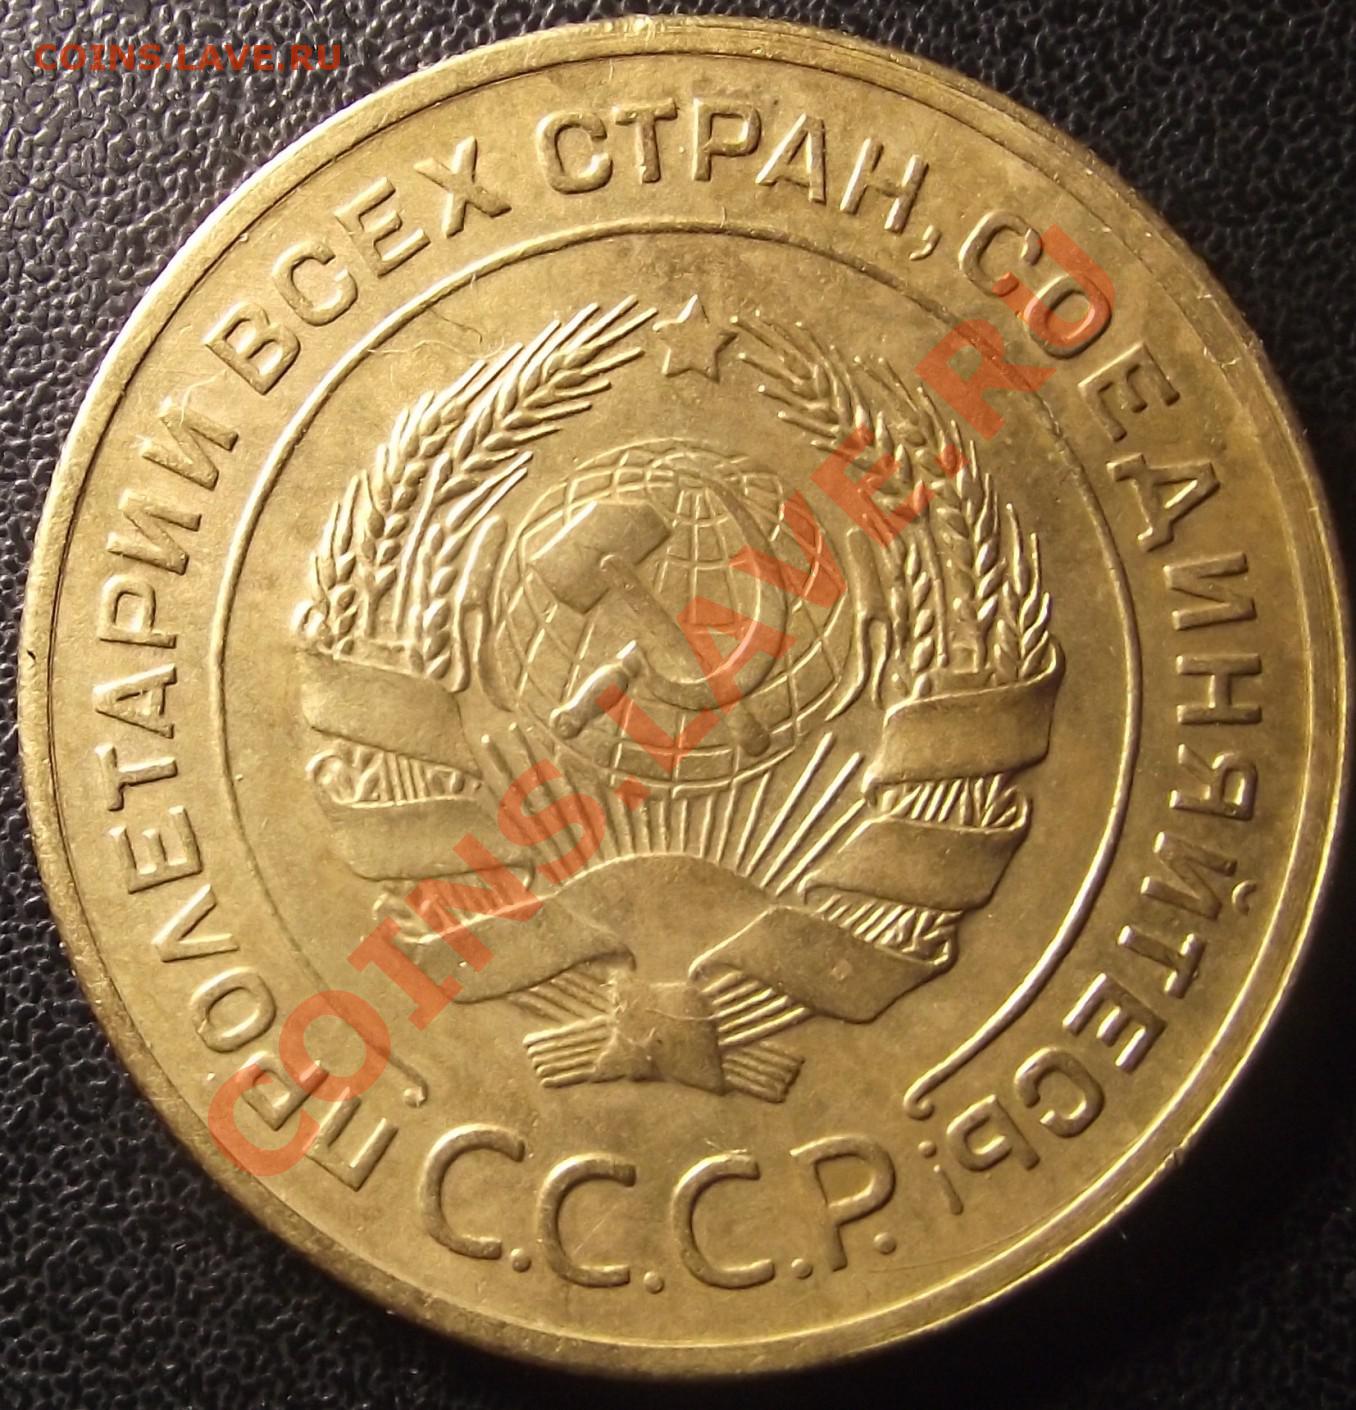 COINS.LAVE.RU
ПРОЛЕТАРИИ ВСЕХ СТРАН, СОЕДИНЯЙТЕСЬ!
С.С.С.Р.
COINS.LAVE.RU